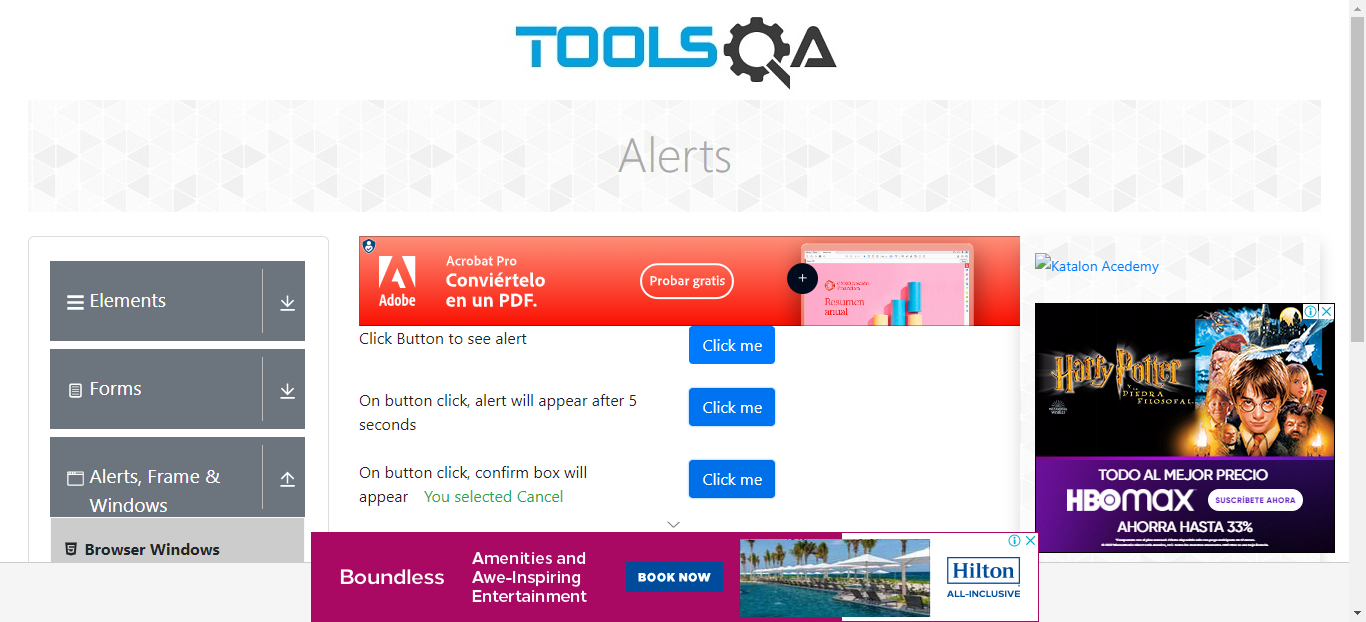 TOOLSQA
Alerts
Elements
Forms
Alerts, Frame &
Windows
Browser Windows
Adobe
Acrobat Pro
Conviértelo
en un PDF.
Probar gratis
Resumen
anual
Click Button to see alert
Click me
On button click, alert will appear after 5
seconds
Click me
On button click, confirm box will
appear You selected Cancel
Click me
Katalon Acedemy
Harry Potter
Y LA
PIEDRA
FILOSOFAL
TODO AL MEJOR PRECIO
HBOMAX
SUSCRÍBETE AHORA
AHORRA HASTA 33%
Boundless
Amenities and
Awe-Inspiring
Entertainment
BOOK NOW
Hilton
ALL-INCLUSIVE